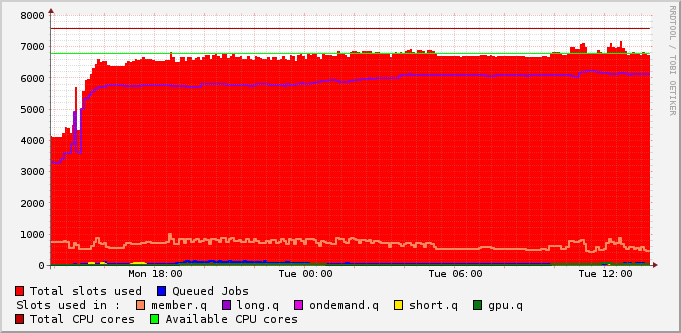 8000
7000
6000
5000
4000
3000
2000
1000
0
Mon 18:00 Tue 00:00 Tue 06:00 Tue 12:00
RRDTOOL / TOBI OETIKER
Total slots used Queued Jobs
Slots used in : member.q long.q ondemand.q short.q gpu.q
Total CPU cores Available CPU cores